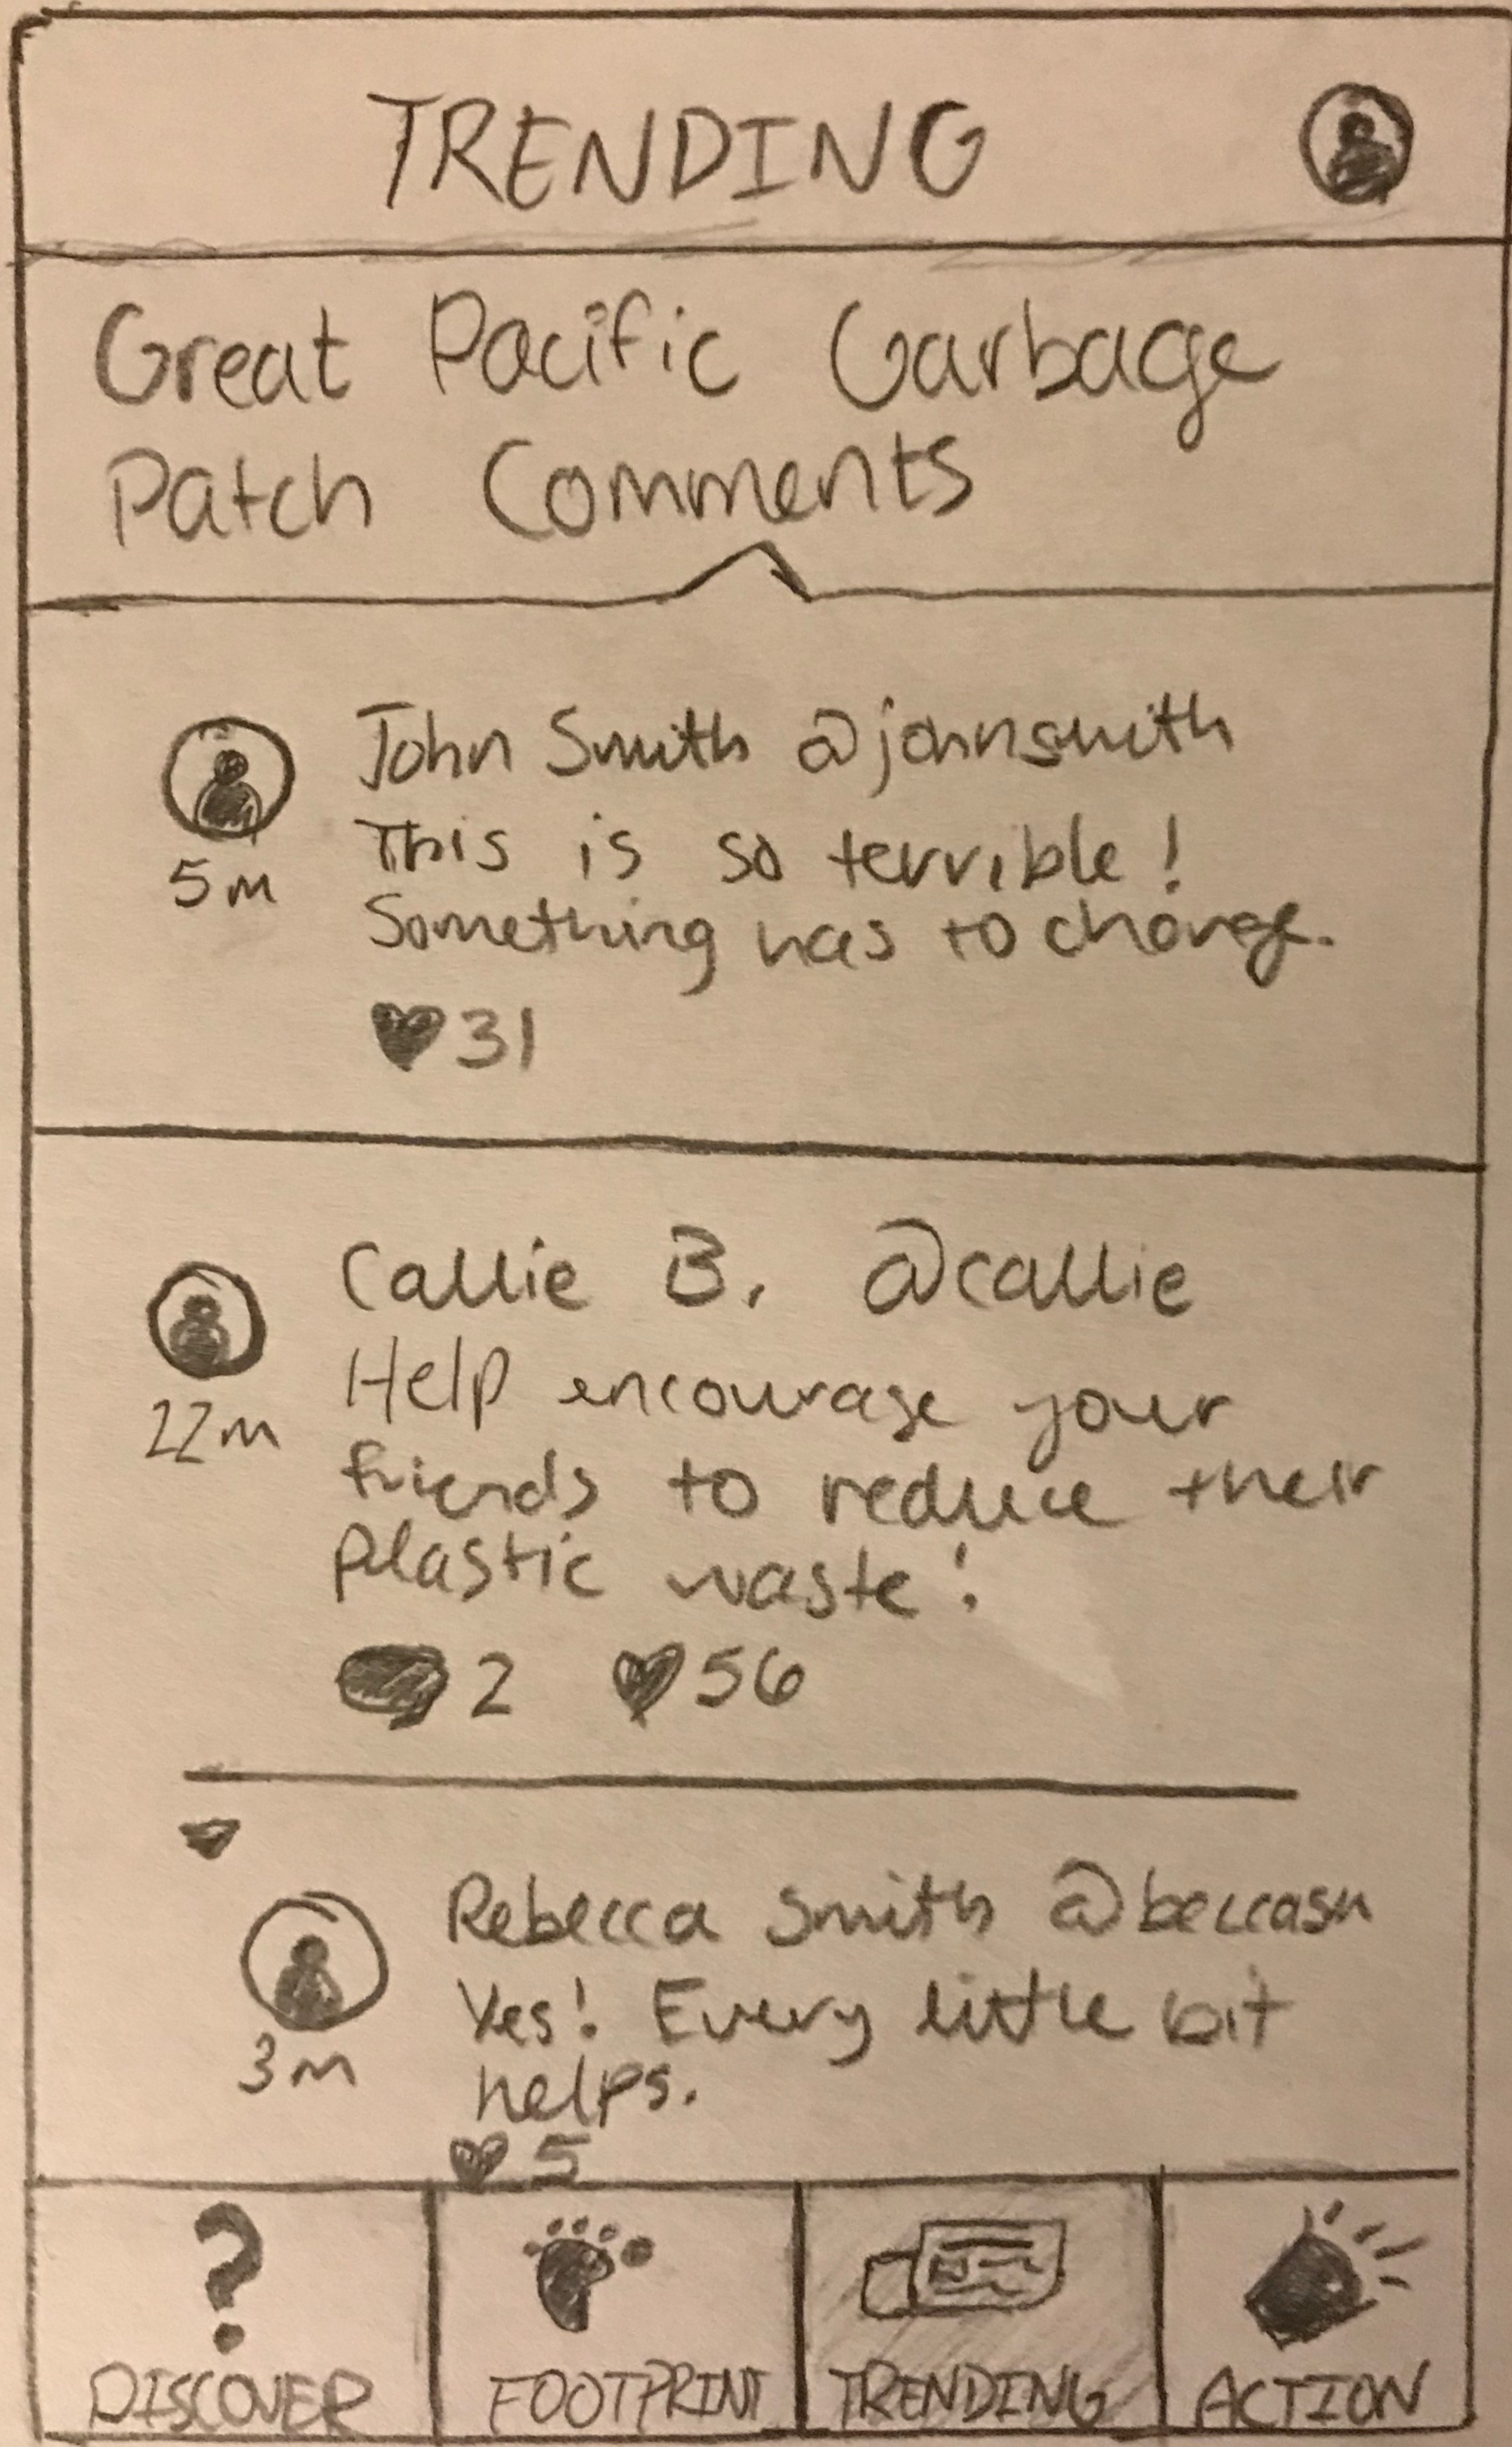 TRENDING
Great Pacific Garbage
Patch Comments
John Smith @johnsmith
5m
This is so terrible!
Something has to change.
31
Callie B. @callie
22m
Help encourage your
friends to reduce their
plastic waste!
2 56
Rebecca Smith @beccasm
3m
Yes! Every little bit
helps.
5
DISCOVER FOOTPRINT TRENDING ACTION